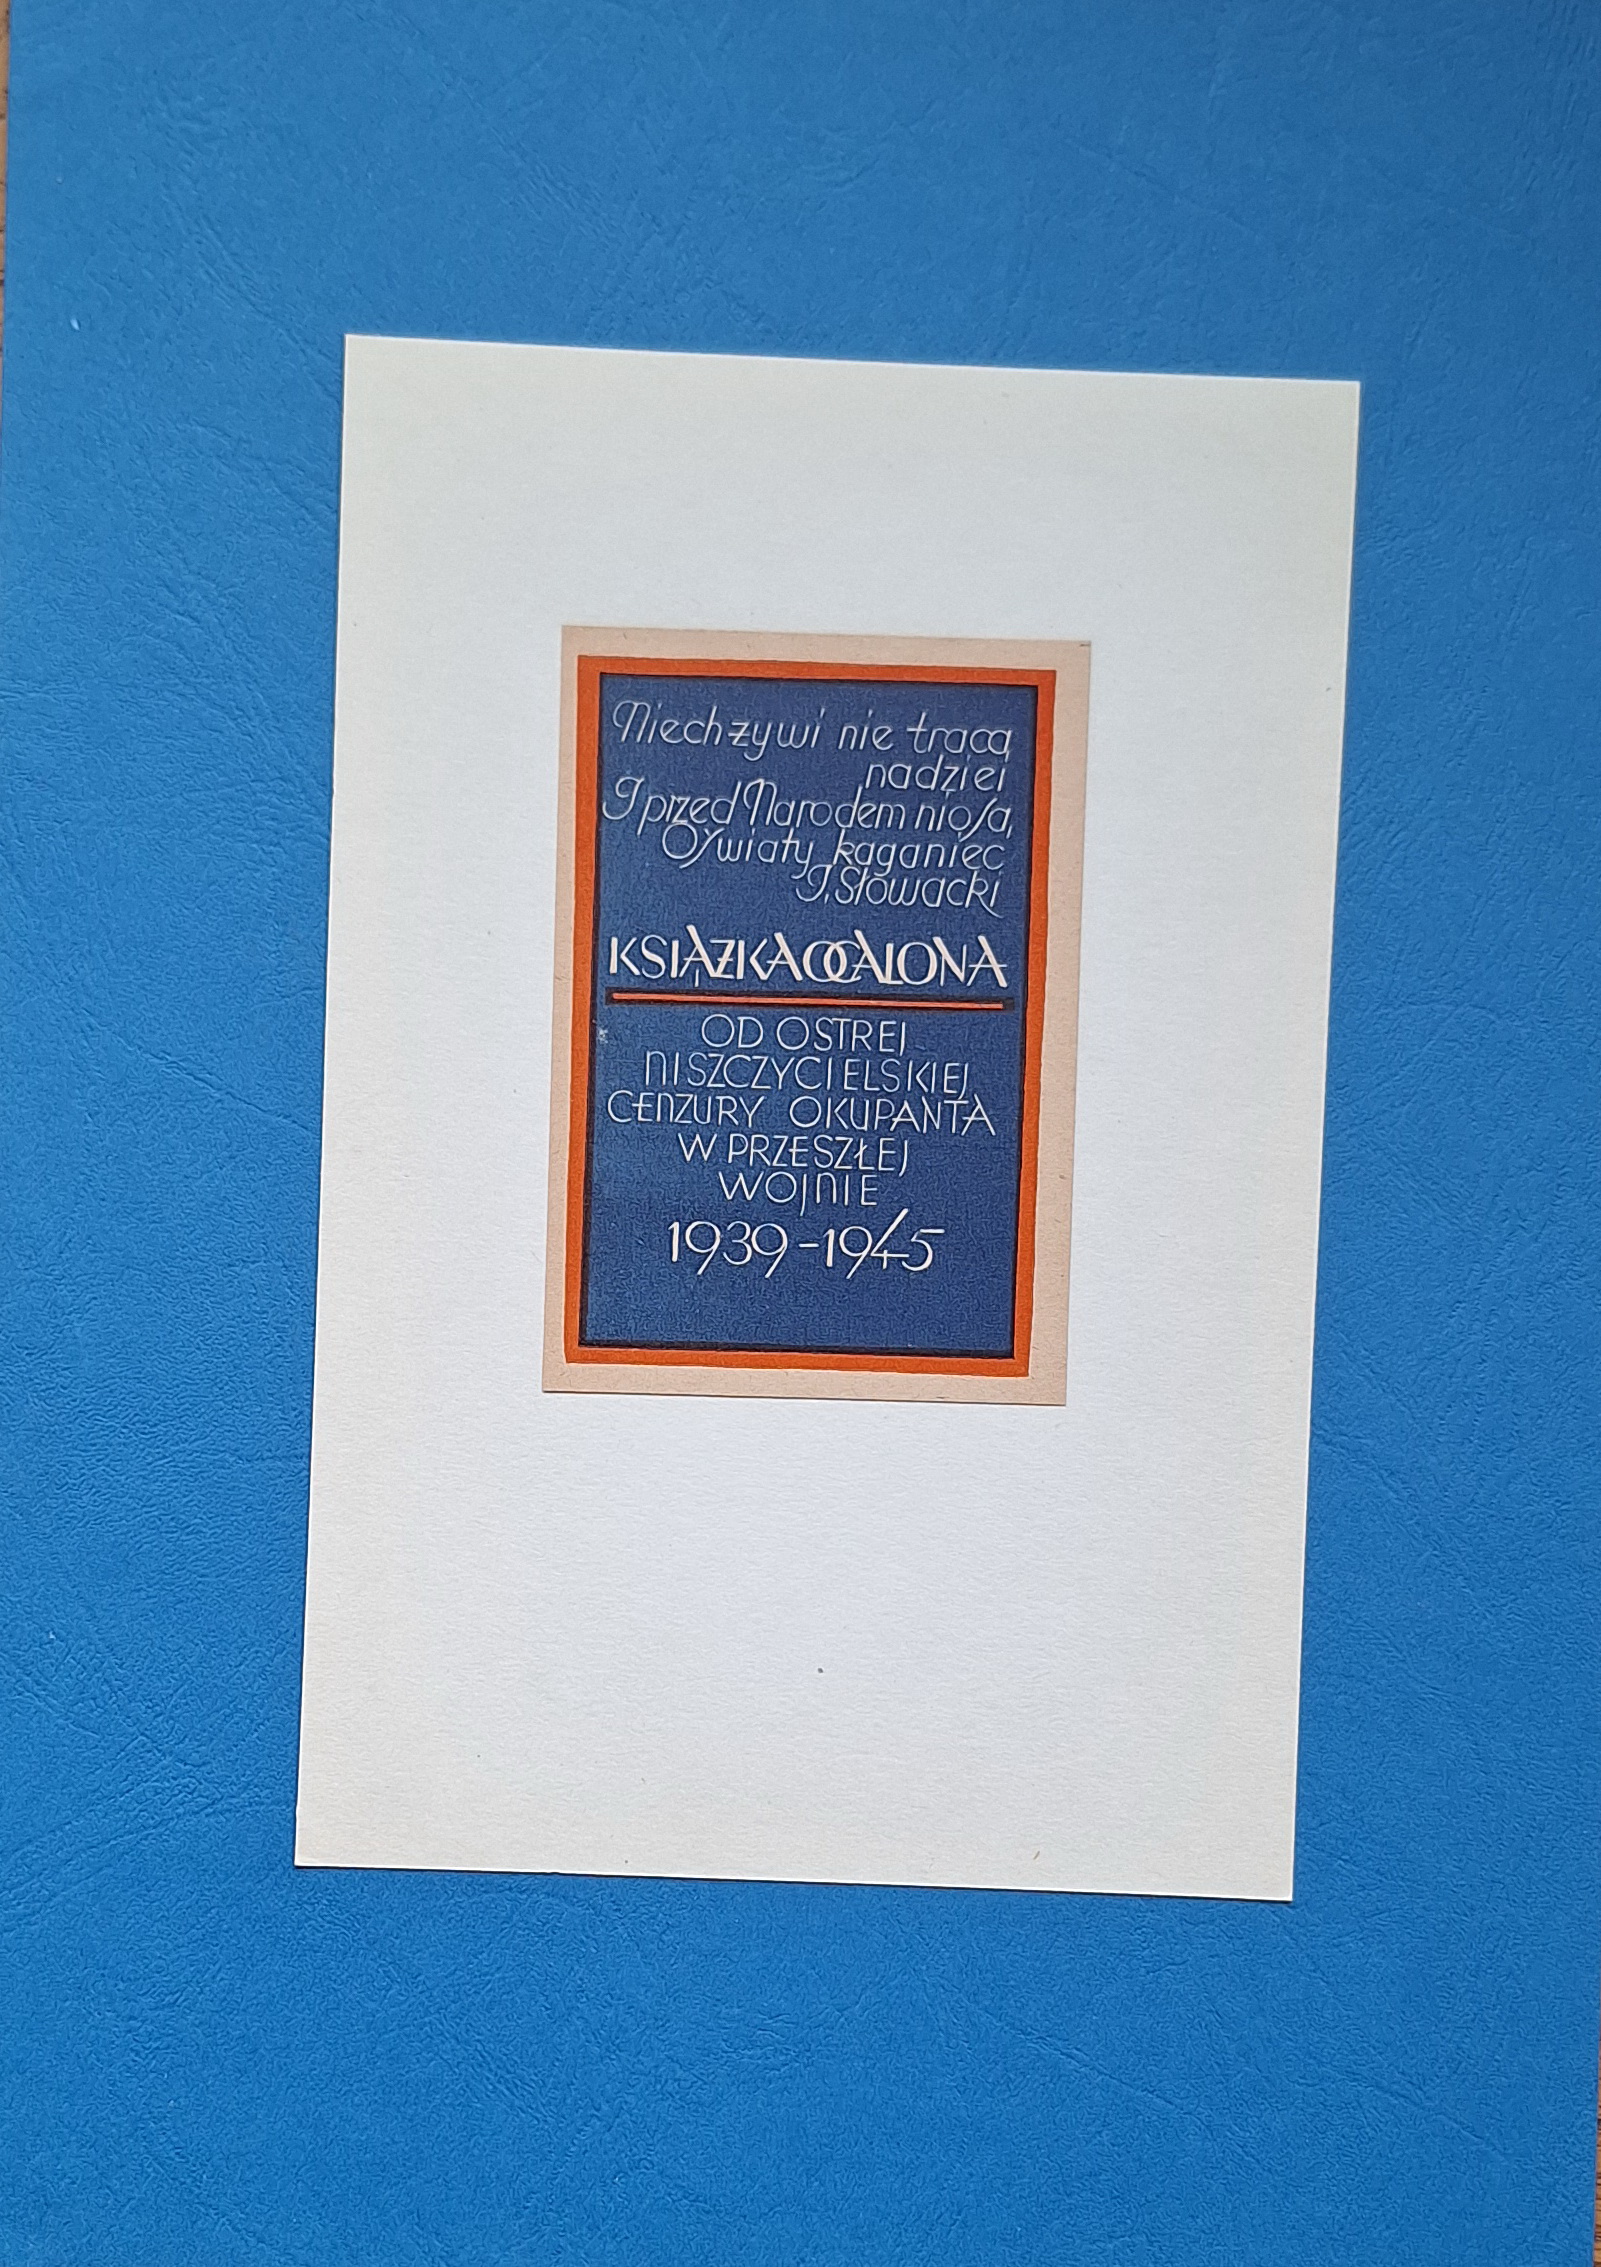 Niech żywi nie tracą
nadziei
I przed Narodem niosą,
Oświaty kaganiec
J. Słowacki
KSIĄŻKA OCALONA
OD OSTREJ
NISZCZYCIELSKIEJ
CENZURY OKUPANTA
W PRZESZŁEJ
WOJNIE
1939-1945